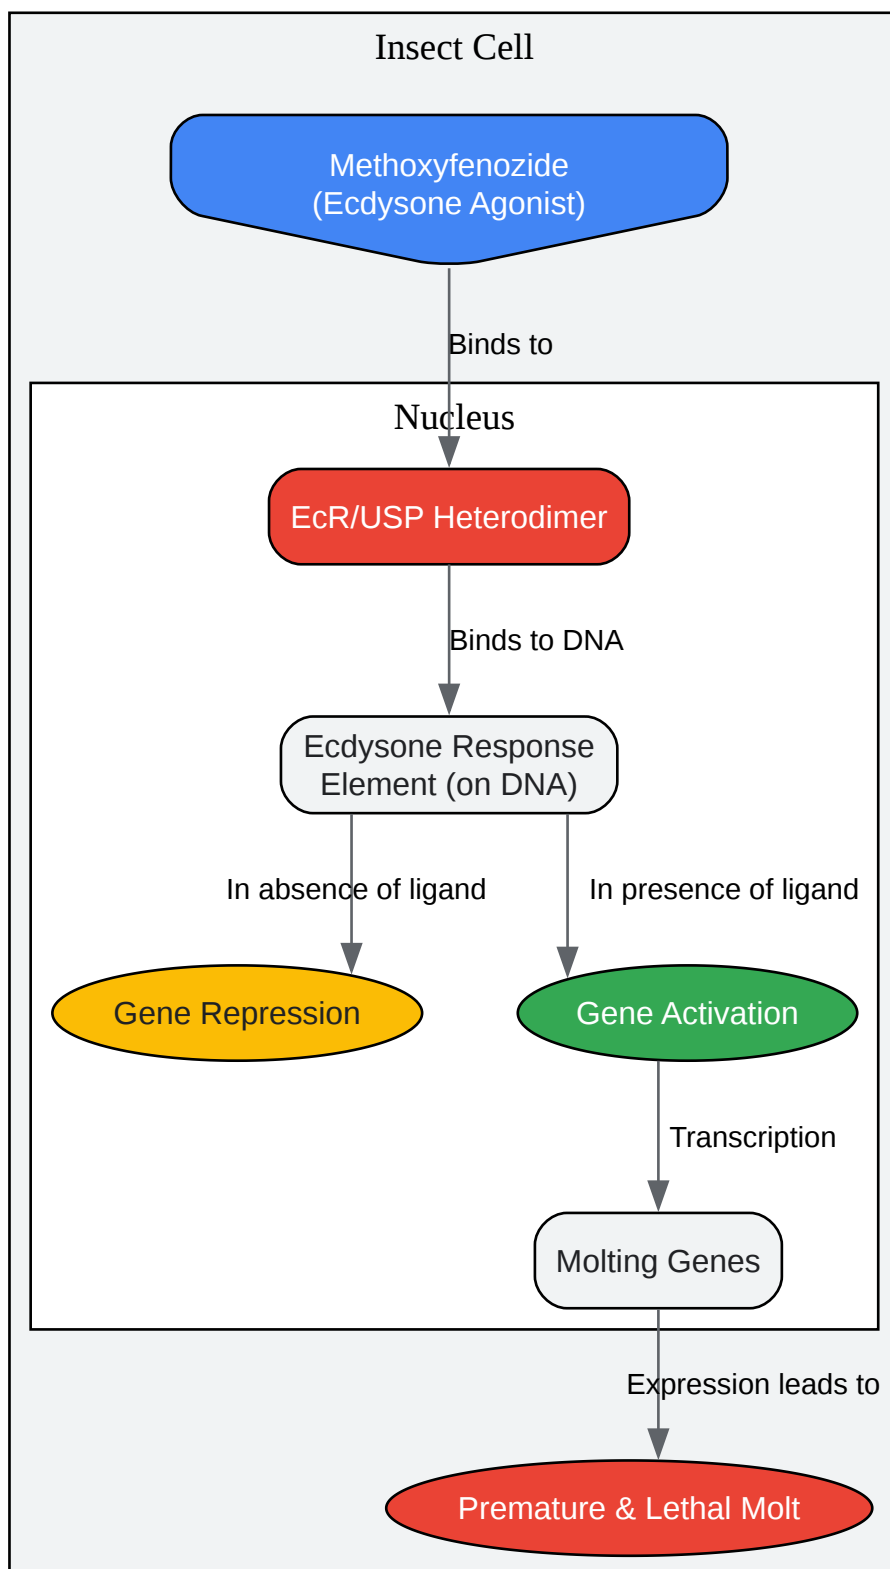 Insect Cell
Methoxyfenozide
(Ecdysone Agonist)
Binds to
Nucleus
EcR/USP Heterodimer
Binds to DNA
Ecdysone Response
Element (on DNA)
In absence of ligand
In presence of ligand
Gene Repression
Gene Activation
Transcription
Molting Genes
Expression leads to
Premature & Lethal Molt